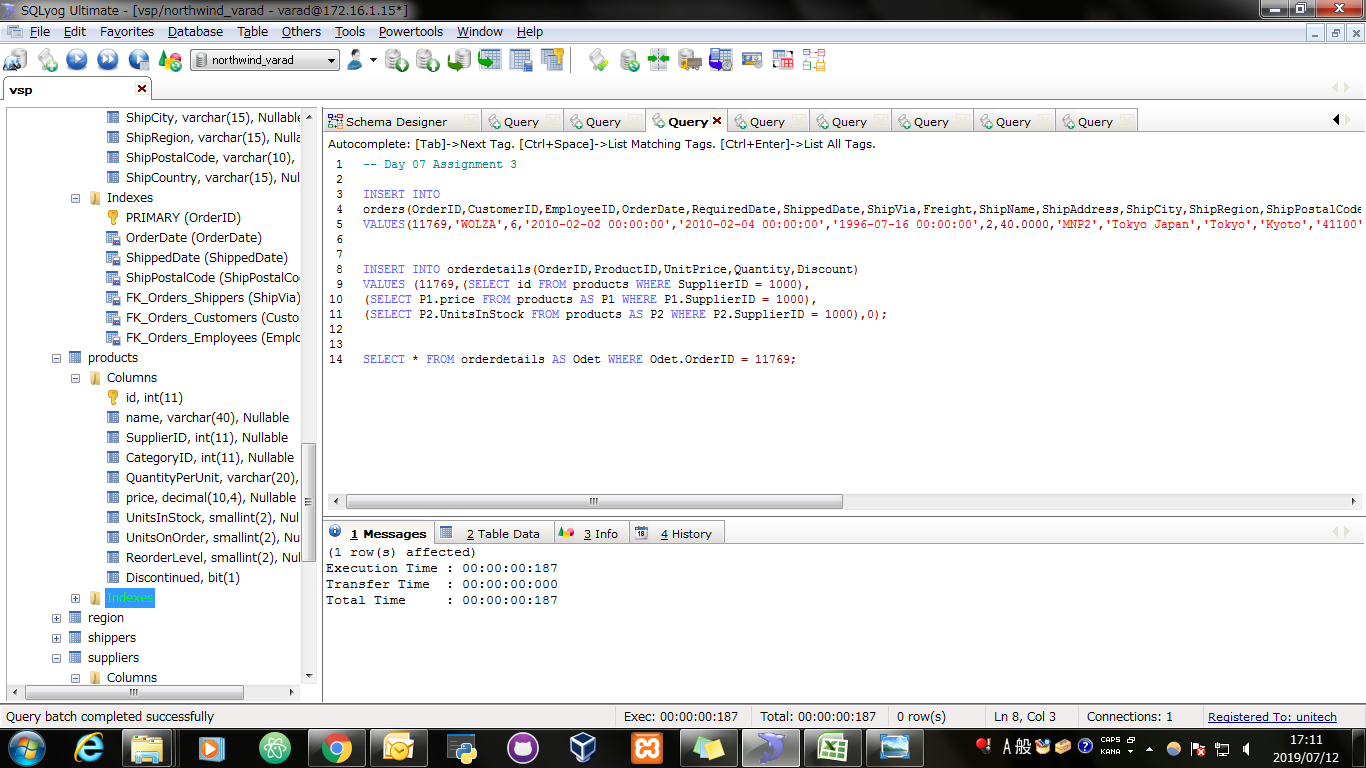 SQLyog Ultimate - [vsp/northwind_varad - varad@172.16.1.15*]
File Edit Favorites Database Table Others Tools Powertools Window Help
northwind_varad
vsp
ShipCity, varchar(15), Nullable
ShipRegion, varchar(15), Nulla
ShipPostalCode, varchar(10),
ShipCountry, varchar(15), Nul
Indexes
PRIMARY (OrderID)
OrderDate (OrderDate)
ShippedDate (ShippedDate)
ShipPostalCode (ShipPostalCo
FK_Orders_Shippers (ShipVia)
FK_Orders_Customers (Custo
FK_Orders_Employees (Emplo
products
Columns
id, int(11)
name, varchar(40), Nullable
SupplierID, int(11), Nullable
CategoryID, int(11), Nullable
QuantityPerUnit, varchar(20),
price, decimal(10,4), Nullable
UnitsInStock, smallint(2), Nul
UnitsOnOrder, smallint(2), Nul
ReorderLevel, smallint(2), Nul
Discontinued, bit(1)
Indexes
region
shippers
suppliers
Columns
Schema Designer Query Query Query Query Query Query Query Query
Autocomplete: [Tab]->Next Tag. [Ctrl+Space]->List Matching Tags. [Ctrl+Enter]->List All Tags.
1 -- Day 07 Assignment 3
2
3 INSERT INTO
4 orders(OrderID,CustomerID,EmployeeID,OrderDate,RequiredDate,ShippedDate,ShipVia,Freight,ShipName,ShipAddress,ShipCity,ShipRegion,ShipPostalCode
5 VALUES(11769,'WOLZA',6,'2010-02-02 00:00:00','2010-02-04 00:00:00','1996-07-16 00:00:00',2,40.0000,'MNP2','Tokyo Japan','Tokyo','Kyoto','41100'
6
7
8 INSERT INTO orderdetails(OrderID,ProductID,UnitPrice,Quantity,Discount)
9 VALUES (11769,(SELECT id FROM products WHERE SupplierID = 1000),
10 (SELECT P1.price FROM products AS P1 WHERE P1.SupplierID = 1000),
11 (SELECT P2.UnitsInStock FROM products AS P2 WHERE P2.SupplierID = 1000),0);
12
13
14 SELECT * FROM orderdetails AS Odet WHERE Odet.OrderID = 11769;
1 Messages 2 Table Data 3 Info 4 History
(1 row(s) affected)
Execution Time : 00:00:00:187
Transfer Time : 00:00:00:000
Total Time : 00:00:00:187
Query batch completed successfully Exec: 00:00:00:187 Total: 00:00:00:187 0 row(s) Ln 8, Col 3 Connections: 1 Registered To: unitech
A 般 CAPS KANA
17:11
2019/07/12